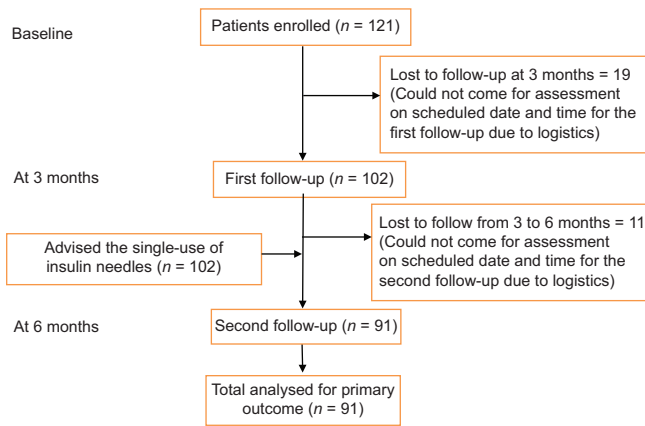 Baseline
Patients enrolled (n = 121)
Lost to follow-up at 3 months = 19
(Could not come for assessment
on scheduled date and time for the
first follow-up due to logistics)
At 3 months
First follow-up (n = 102)
Lost to follow from 3 to 6 months = 11
(Could not come for assessment
on scheduled date and time for the
second follow-up due to logistics)
Advised the single-use of
insulin needles (n = 102)
At 6 months
Second follow-up (n = 91)
Total analysed for primary
outcome (n = 91)